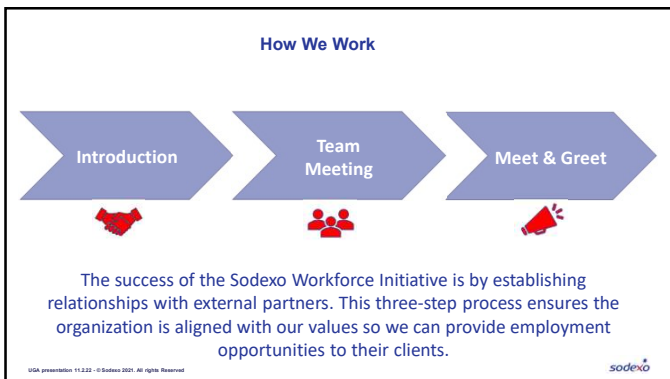 How We Work
Introduction
Team
Meeting
Meet & Greet
The success of the Sodexo Workforce Initiative is by establishing
relationships with external partners. This three-step process ensures the
organization is aligned with our values so we can provide employment
opportunities to their clients.
UGA presentation 11.2.22 - © Sodexo 2021. All rights Reserved
sodexo